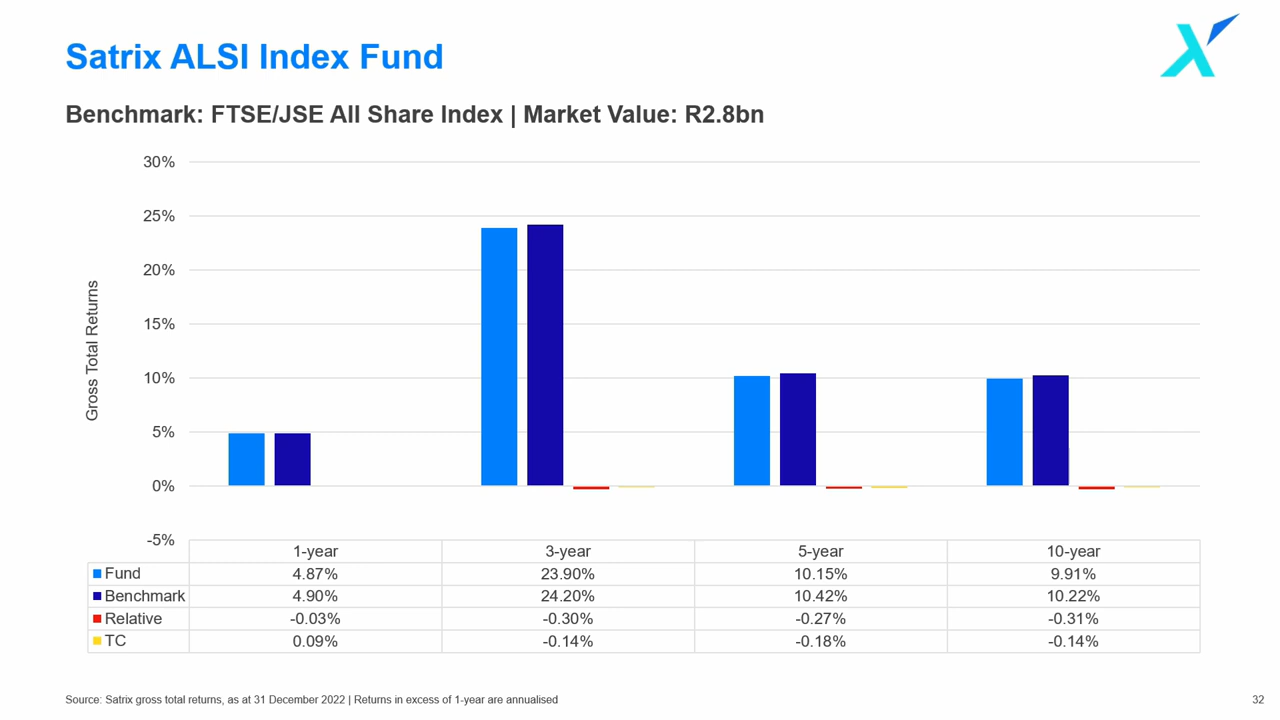 Satrix ALSI Index Fund
Benchmark: FTSE/JSE All Share Index | Market Value: R2.8bn
30%
25%
20%
15%
10%
5%
0%
-5%
Gross Total Returns
1-year 3-year 5-year 10-year
Fund 4.87% 23.90% 10.15% 9.91%
Benchmark 4.90% 24.20% 10.42% 10.22%
Relative -0.03% -0.30% -0.27% -0.31%
TC 0.09% -0.14% -0.18% -0.14%
Source: Satrix gross total returns, as at 31 December 2022 | Returns in excess of 1-year are annualised
32